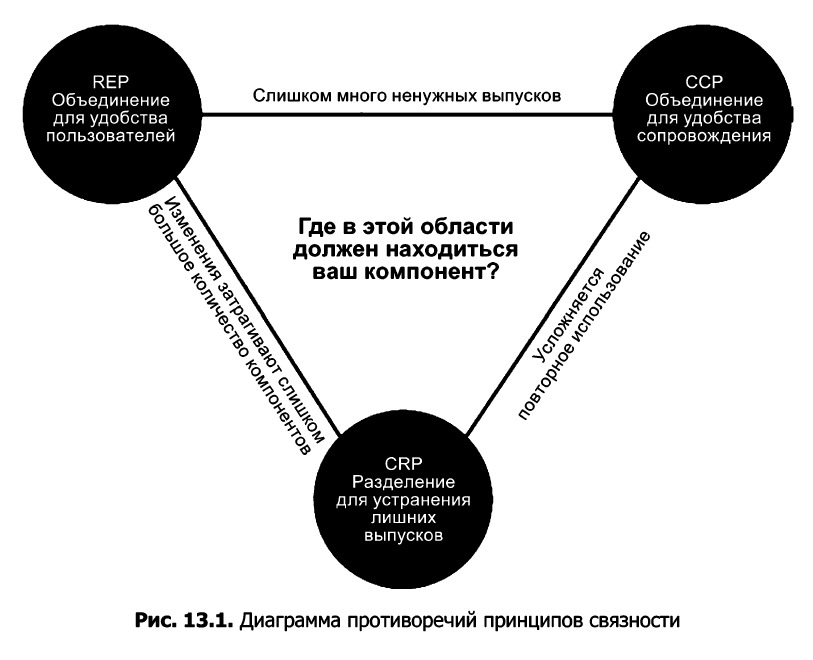 REP
Объединение
для удобства
пользователей
Слишком много ненужных выпусков
CCP
Объединение
для удобства
сопровождения
Где в этой области
должен находиться
ваш компонент?
Изменения затрагивают слишком
большое количество компонентов
Усложняется
повторное использование
CRP
Разделение
для устранения
лишних
выпусков
Рис. 13.1. Диаграмма противоречий принципов связности